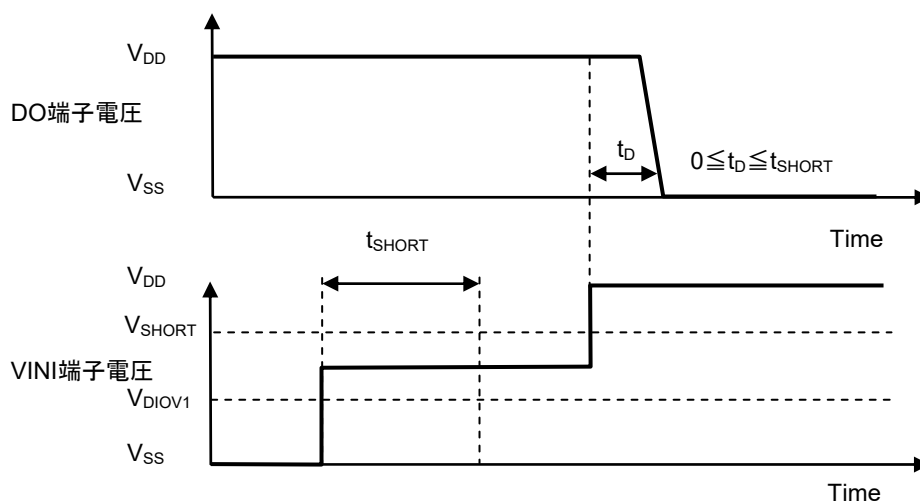 VDD
DO端子電圧
tD
0≦tD≦tSHORT
VSS
Time
tSHORT
VDD
VSHORT
VINI端子電圧
VDIOV1
VSS
Time